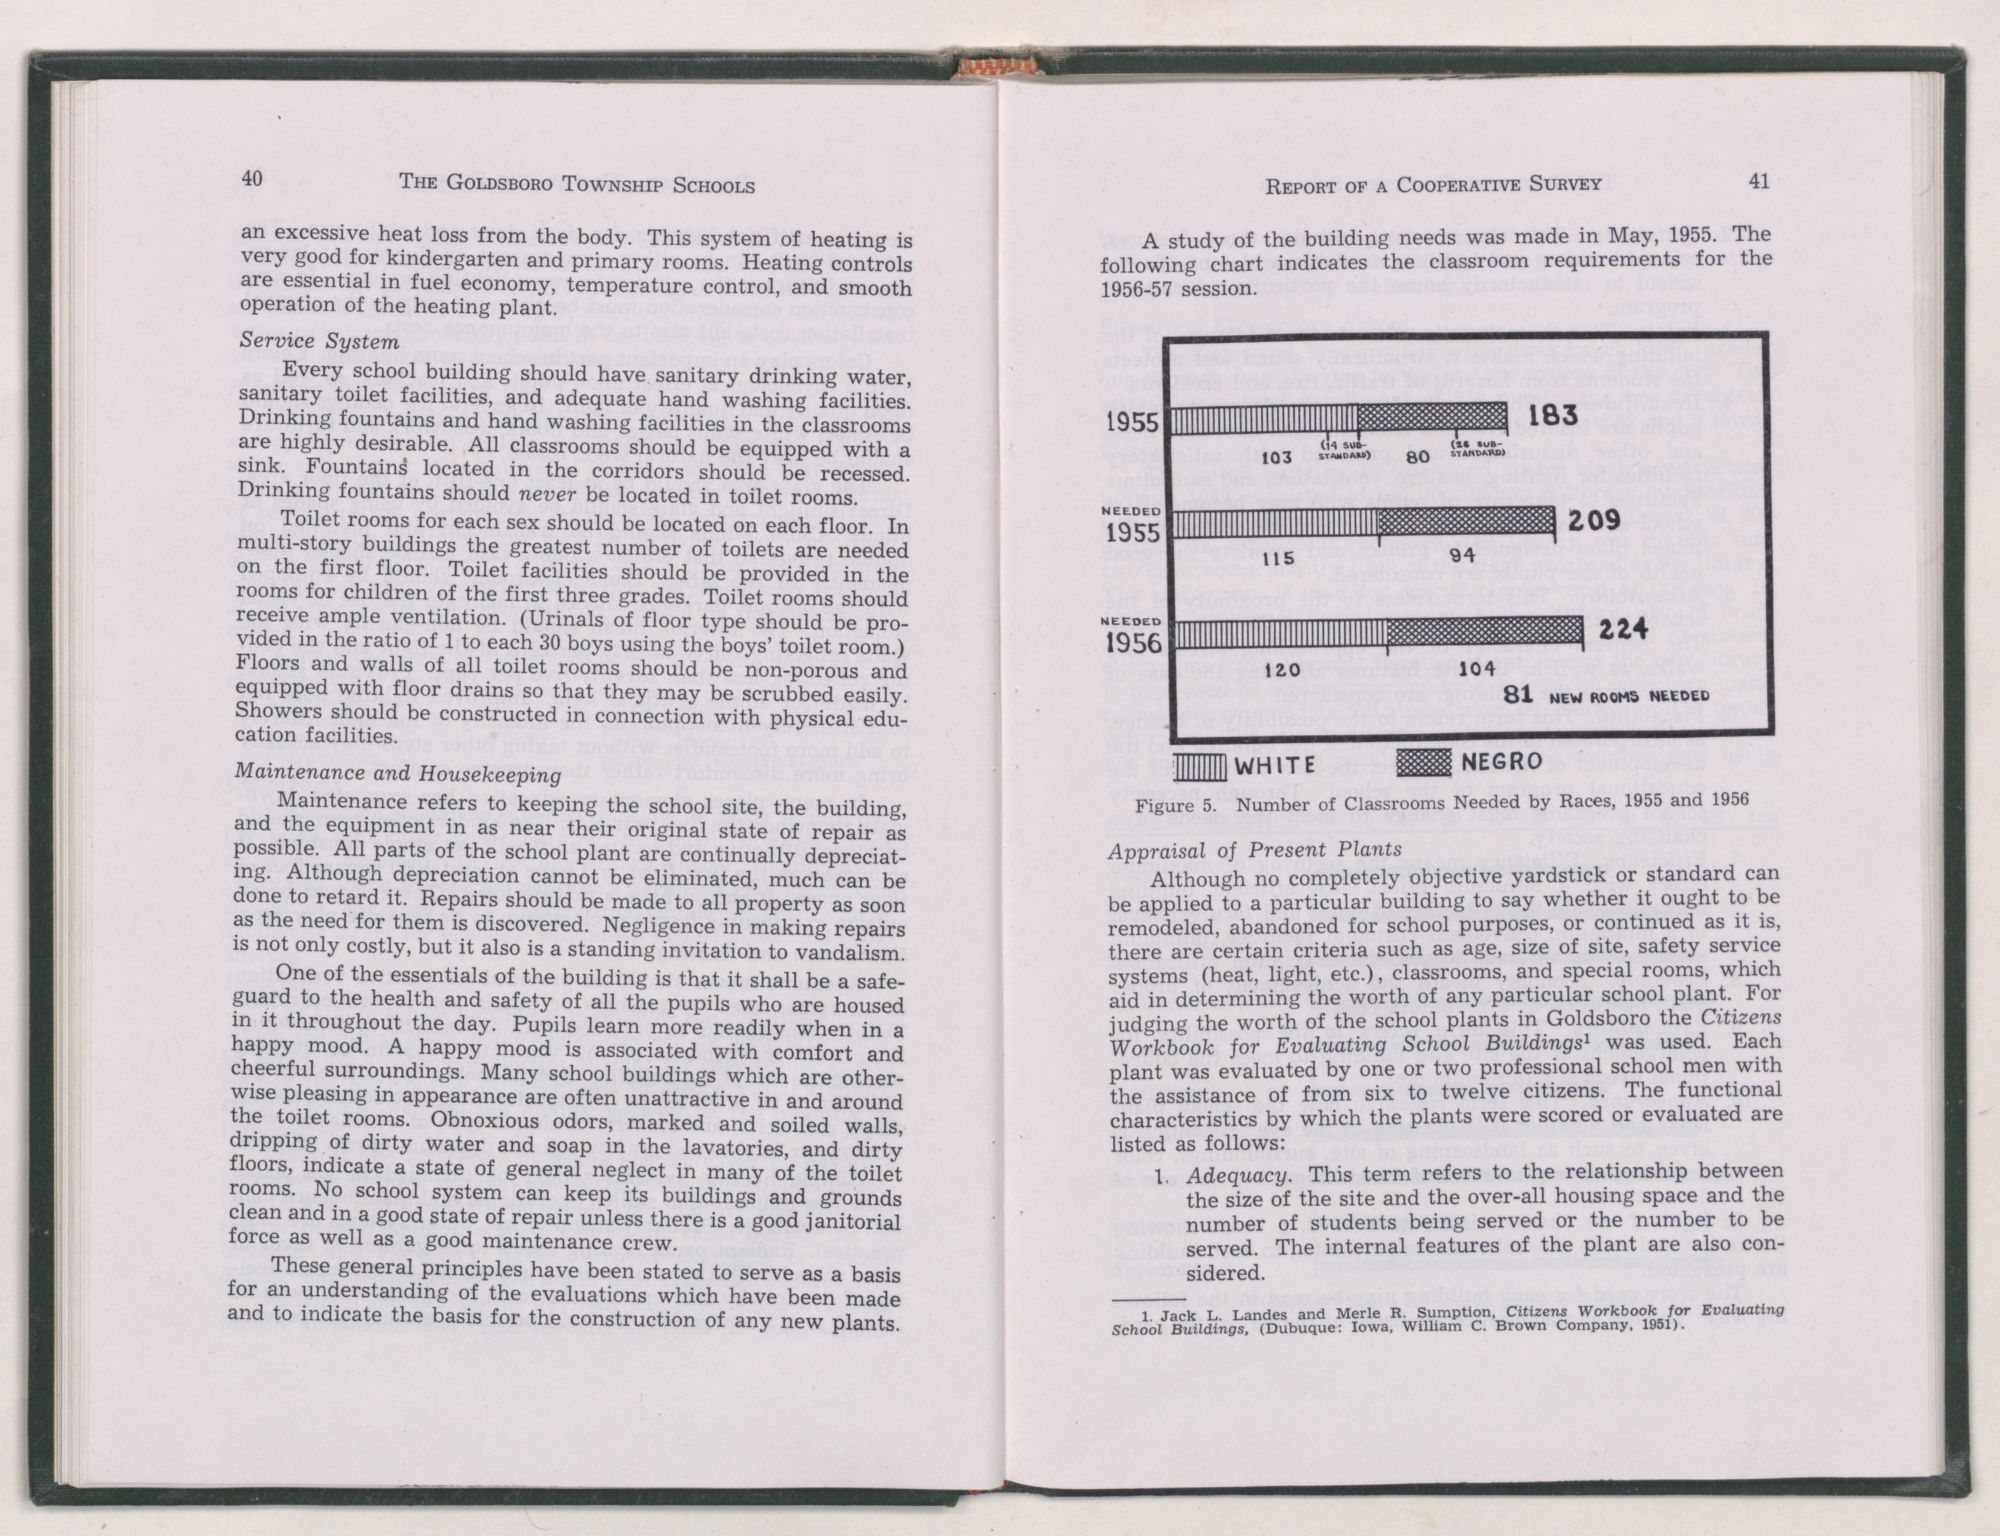 40
THE GOLDSBORO TOWNSHIP SCHOOLS
an excessive heat loss from the body. This system of heating is
very good for kindergarten and primary rooms. Heating controls
are essential in fuel economy, temperature control, and smooth
operation of the heating plant.
Service System
Every school building should have sanitary drinking water,
sanitary toilet facilities, and adequate hand washing facilities.
Drinking fountains and hand washing facilities in the classrooms
are highly desirable. All classrooms should be equipped with a
sink. Fountains located in the corridors should be recessed.
Drinking fountains should never be located in toilet rooms.
Toilet rooms for each sex should be located on each floor. In
multi-story buildings the greatest number of toilets are needed
on the first floor. Toilet facilities should be provided in the
rooms for children of the first three grades. Toilet rooms should
receive ample ventilation. (Urinals of floor type should be pro-
vided in the ratio of 1 to each 30 boys using the boys' toilet room.)
Floors and walls of all toilet rooms should be non-porous and
equipped with floor drains so that they may be scrubbed easily.
Showers should be constructed in connection with physical edu-
cation facilities.
Maintenance and Housekeeping
Maintenance refers to keeping the school site, the building,
and the equipment in as near their original state of repair as
possible. All parts of the school plant are continually depreciat-
ing. Although depreciation cannot be eliminated, much can be
done to retard it. Repairs should be made to all property as soon
as the need for them is discovered. Negligence in making repairs
is not only costly, but it also is a standing invitation to vandalism.
One of the essentials of the building is that it shall be a safe-
guard to the health and safety of all the pupils who are housed
in it throughout the day. Pupils learn more readily when in a
happy mood. A happy mood is associated with comfort and
cheerful surroundings. Many school buildings which are other-
wise pleasing in appearance are often unattractive in and around
the toilet rooms. Obnoxious odors, marked and soiled walls,
dripping of dirty water and soap in the lavatories, and dirty
floors, indicate a state of general neglect in many of the toilet
rooms. No school system can keep its buildings and grounds
clean and in a good state of repair unless there is a good janitorial
force as well as a good maintenance crew.
These general principles have been stated to serve as a basis
for an understanding of the evaluations which have been made
and to indicate the basis for the construction of any new plants.
REPORT OF A COOPERATIVE SURVEY
41
A study of the building needs was made in May, 1955. The
following chart indicates the classroom requirements for the
1956-57 session.
1955
183
103
(14 SUB-
STANDARD)
80
(26 SUB-
STANDARD)
NEEDED
1955
209
115
94
NEEDED
1956
224
120
104
81 NEW ROOMS NEEDED
WHITE
NEGRO
Figure 5. Number of Classrooms Needed by Races, 1955 and 1956
Appraisal of Present Plants
Although no completely objective yardstick or standard can
be applied to a particular building to say whether it ought to be
remodeled, abandoned for school purposes, or continued as it is,
there are certain criteria such as age, size of site, safety service
systems (heat, light, etc.), classrooms, and special rooms, which
aid in determining the worth of any particular school plant. For
judging the worth of the school plants in Goldsboro the Citizens
Workbook for Evaluating School Buildings¹ was used. Each
plant was evaluated by one or two professional school men with
the assistance of from six to twelve citizens. The functional
characteristics by which the plants were scored or evaluated are
listed as follows:
1. Adequacy. This term refers to the relationship between
the size of the site and the over-all housing space and the
number of students being served or the number to be
served. The internal features of the plant are also con-
sidered.
1. Jack L. Landes and Merle R. Sumption, Citizens Workbook for Evaluating
School Buildings, (Dubuque: Iowa, William C. Brown Company, 1951).